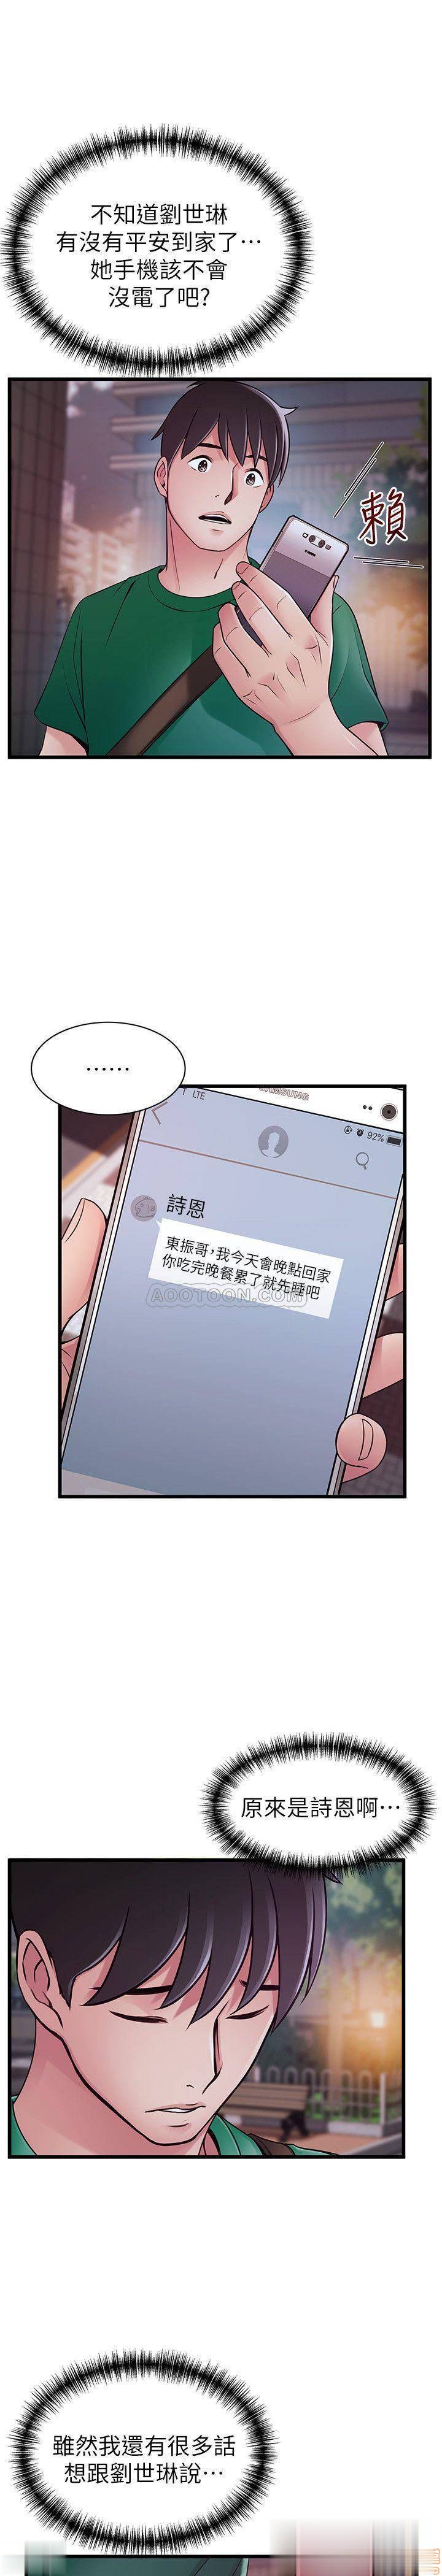 不知道劉世琳
有沒有平安到家了…
她手機該不會
沒電了吧?
賴
……
SAMSUNG
LTE
92%
詩恩
東振哥，我今天會晚點回家
你吃完晚餐累了就先睡吧
AOOTOON.COM
原來是詩恩啊…
雖然我還有很多話
想跟劉世琳說…